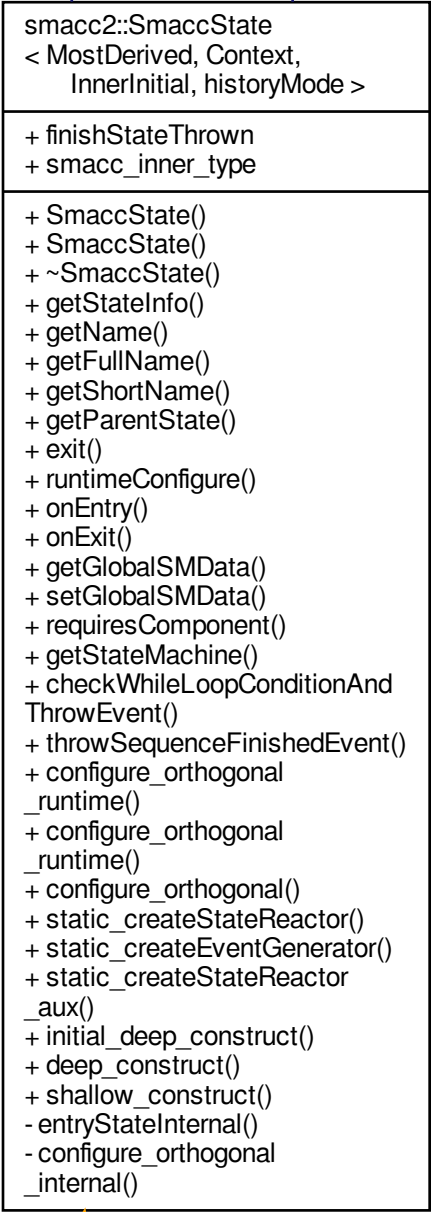 smacc2::SmaccState
< MostDerived, Context,
InnerInitial, historyMode >
+ finishStateThrown
+ smacc_inner_type
+ SmaccState()
+ SmaccState()
+ ~SmaccState()
+ getStateInfo()
+ getName()
+ getFullName()
+ getShortName()
+ getParentState()
+ exit()
+ runtimeConfigure()
+ onEntry()
+ onExit()
+ getGlobalSMData()
+ setGlobalSMData()
+ requiresComponent()
+ getStateMachine()
+ checkWhileLoopConditionAnd
ThrowEvent()
+ throwSequenceFinishedEvent()
+ configure_orthogonal
_runtime()
+ configure_orthogonal
_runtime()
+ configure_orthogonal()
+ static_createStateReactor()
+ static_createEventGenerator()
+ static_createStateReactor
_aux()
+ initial_deep_construct()
+ deep_construct()
+ shallow_construct()
- entryStateInternal()
- configure_orthogonal
_internal()